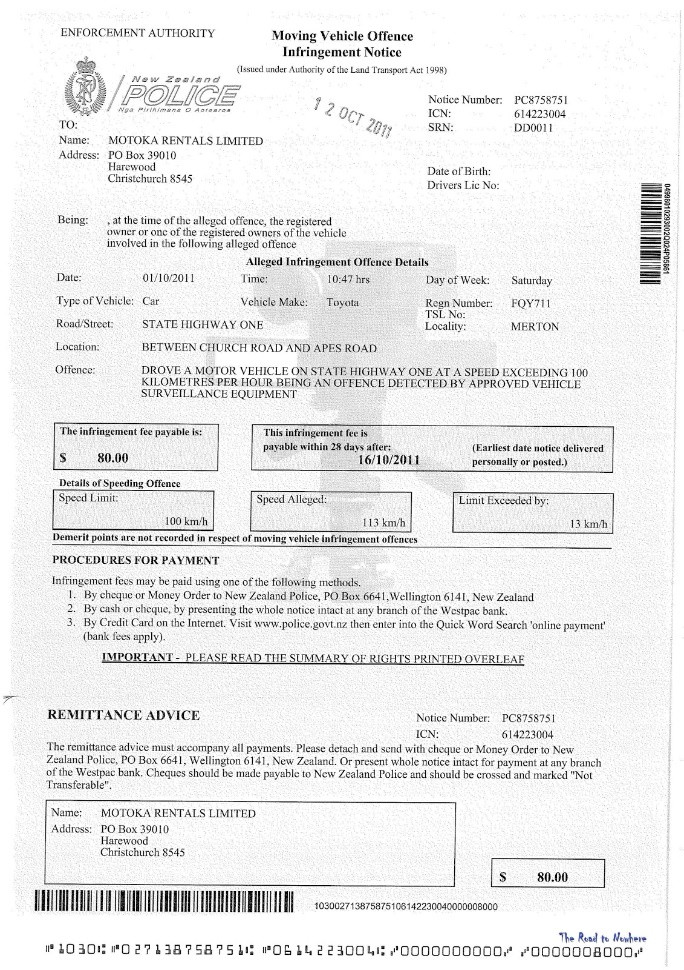 ENFORCEMENT AUTHORITY
Moving Vehicle Offence
Infringement Notice
(Issued under Authority of the Land Transport Act 1998)
New Zealand
POLICE
Nga Pirihimana O Aotearoa
12 OCT 2011
Notice Number: PC8758751
ICN: 614223004
SRN: DD0011
TO:
Name: MOTOKA RENTALS LIMITED
Address: PO Box 39010
Harewood
Christchurch 8545
Date of Birth:
Drivers Lic No:
Being: , at the time of the alleged offence, the registered
owner or one of the registered owners of the vehicle
involved in the following alleged offence
Alleged Infringement Offence Details
Date: 01/10/2011 Time: 10:47 hrs Day of Week: Saturday
Type of Vehicle: Car Vehicle Make: Toyota Regn Number: FQY711
TSL No:
Road/Street: STATE HIGHWAY ONE Locality: MERTON
Location: BETWEEN CHURCH ROAD AND APES ROAD
Offence: DROVE A MOTOR VEHICLE ON STATE HIGHWAY ONE AT A SPEED EXCEEDING 100
KILOMETRES PER HOUR BEING AN OFFENCE DETECTED BY APPROVED VEHICLE
SURVEILLANCE EQUIPMENT
The infringement fee payable is:
$ 80.00
This infringement fee is
payable within 28 days after:
16/10/2011
(Earliest date notice delivered
personally or posted.)
Details of Speeding Offence
Speed Limit:
100 km/h
Speed Alleged:
113 km/h
Limit Exceeded by:
13 km/h
Demerit points are not recorded in respect of moving vehicle infringement offences
PROCEDURES FOR PAYMENT
Infringement fees may be paid using one of the following methods.
1. By cheque or Money Order to New Zealand Police, PO Box 6641,Wellington 6141, New Zealand
2. By cash or cheque, by presenting the whole notice intact at any branch of the Westpac bank.
3. By Credit Card on the Internet. Visit www.police.govt.nz then enter into the Quick Word Search 'online payment'
(bank fees apply).
IMPORTANT - PLEASE READ THE SUMMARY OF RIGHTS PRINTED OVERLEAF
REMITTANCE ADVICE
Notice Number: PC8758751
ICN: 614223004
The remittance advice must accompany all payments. Please detach and send with cheque or Money Order to New
Zealand Police, PO Box 6641, Wellington 6141, New Zealand. Or present whole notice intact for payment at any branch
of the Westpac bank. Cheques should be made payable to New Zealand Police and should be crossed and marked "Not
Transferable".
Name: MOTOKA RENTALS LIMITED
Address: PO Box 39010
Harewood
Christchurch 8545
$ 80.00
1030027138758751061422300400000​08000
The Road to Nowhere
⑈1030⑆ ⑈02713875875⑆ ⑈0614223004⑆ ⑈0000000000⑈ ⑈0000008000⑈